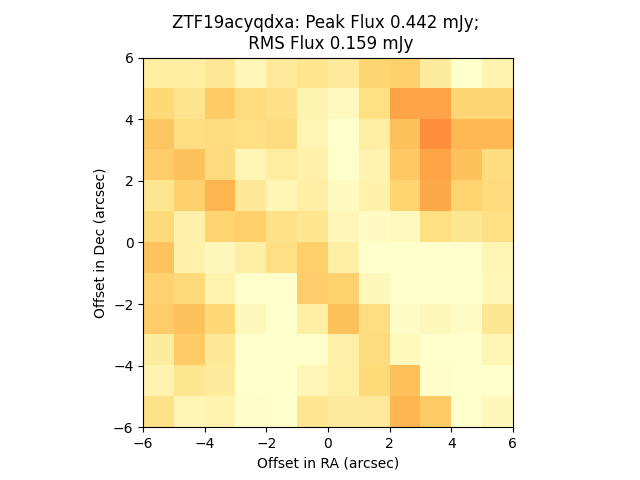 ZTF19acyqdxa: Peak Flux 0.442 mJy;
RMS Flux 0.159 mJy
6
4
2
0
−2
−4
−6
Offset in Dec (arcsec)
−6 −4 −2 0 2 4 6
Offset in RA (arcsec)